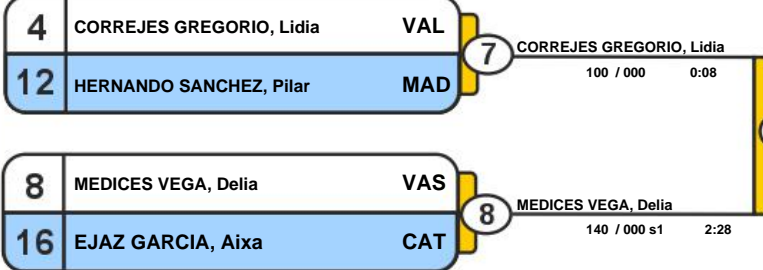 4 CORREJES GREGORIO, Lidia VAL
12 HERNANDO SANCHEZ, Pilar MAD
7
CORREJES GREGORIO, Lidia
100 / 000 0:08
8 MEDICES VEGA, Delia VAS
16 EJAZ GARCIA, Aixa CAT
8
MEDICES VEGA, Delia
140 / 000 s1 2:28